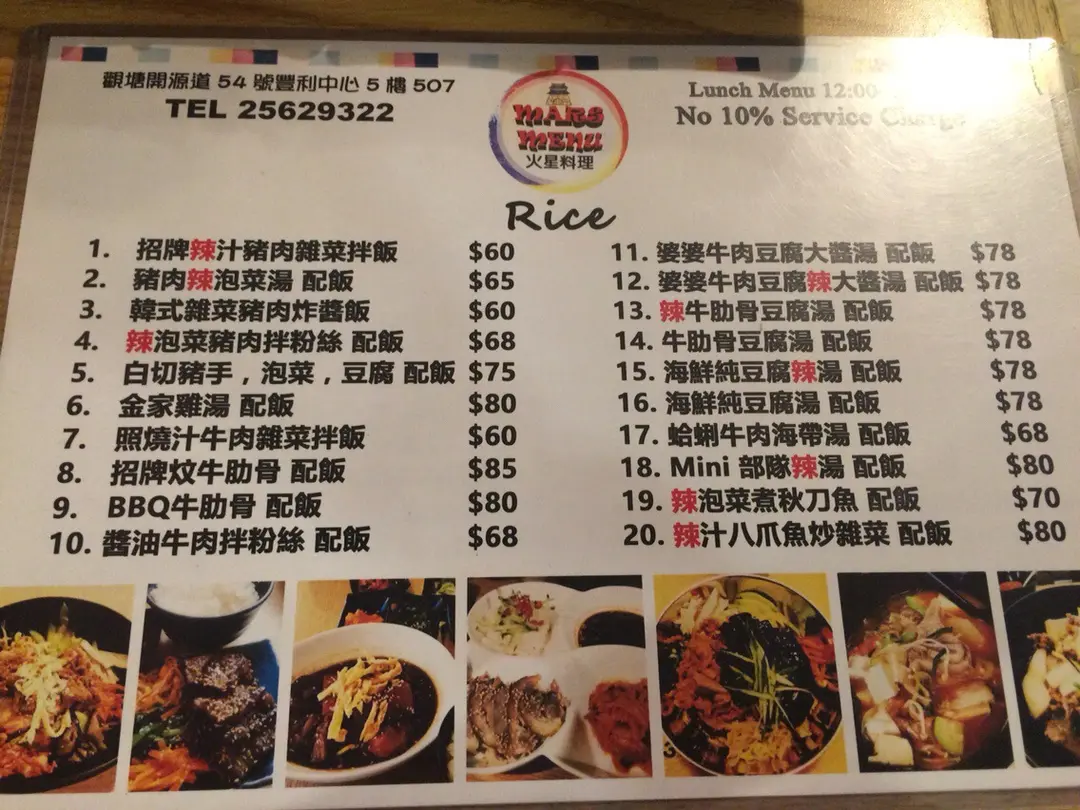 觀塘開源道 54 號豐利中心 5 樓 507
TEL 25629322
MARS
MENU
火星料理
Lunch Menu 12:00
No 10% Service Charge
Rice
1. 招牌辣汁豬肉雜菜拌飯 $60
2. 豬肉辣泡菜湯 配飯 $65
3. 韓式雜菜豬肉炸醬飯 $60
4. 辣泡菜豬肉拌粉絲 配飯 $68
5. 白切豬手，泡菜，豆腐 配飯 $75
6. 金家雞湯 配飯 $80
7. 照燒汁牛肉雜菜拌飯 $60
8. 招牌炆牛肋骨 配飯 $85
9. BBQ牛肋骨 配飯 $80
10. 醬油牛肉拌粉絲 配飯 $68
11. 婆婆牛肉豆腐大醬湯 配飯 $78
12. 婆婆牛肉豆腐辣大醬湯 配飯 $78
13. 辣牛肋骨豆腐湯 配飯 $78
14. 牛肋骨豆腐湯 配飯 $78
15. 海鮮純豆腐辣湯 配飯 $78
16. 海鮮純豆腐湯 配飯 $78
17. 蛤蜊牛肉海帶湯 配飯 $68
18. Mini 部隊辣湯 配飯 $80
19. 辣泡菜煮秋刀魚 配飯 $70
20. 辣汁八爪魚炒雜菜 配飯 $80